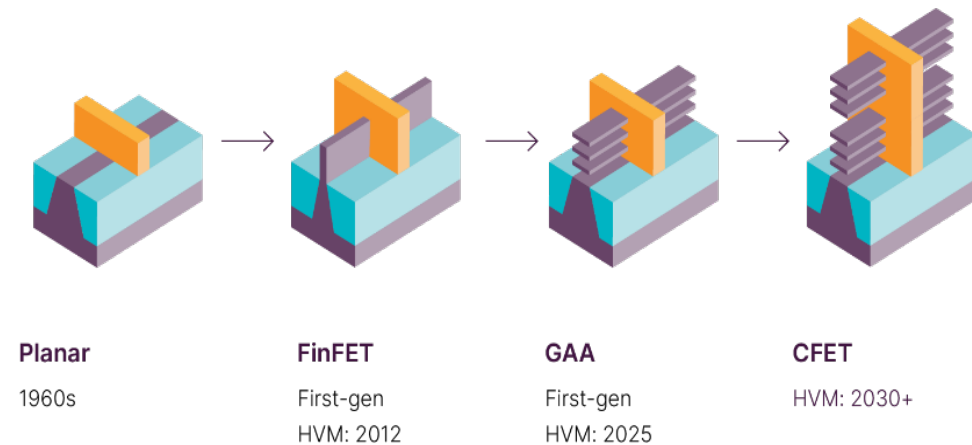 Planar
1960s
FinFET
First-gen
HVM: 2012
GAA
First-gen
HVM: 2025
CFET
HVM: 2030+